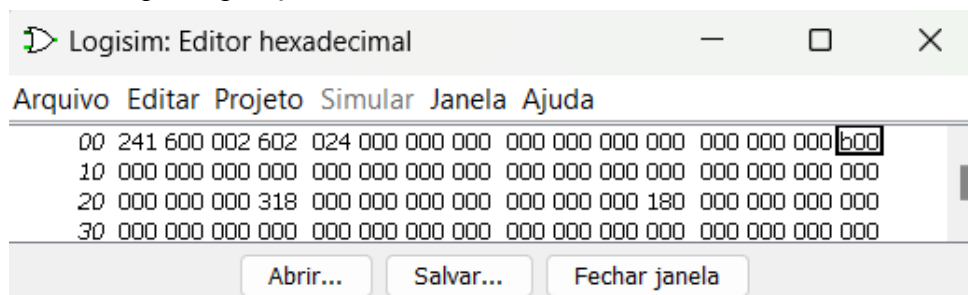 Logisim: Editor hexadecimal
Arquivo Editar Projeto Simular Janela Ajuda
00 241 600 002 602 024 000 000 000 000 000 000 000 000 000 000 b00
10 000 000 000 000 000 000 000 000 000 000 000 000 000 000 000 000
20 000 000 000 318 000 000 000 000 000 000 000 180 000 000 000 000
30 000 000 000 000 000 000 000 000 000 000 000 000 000 000 000 000
Abrir... Salvar... Fechar janela